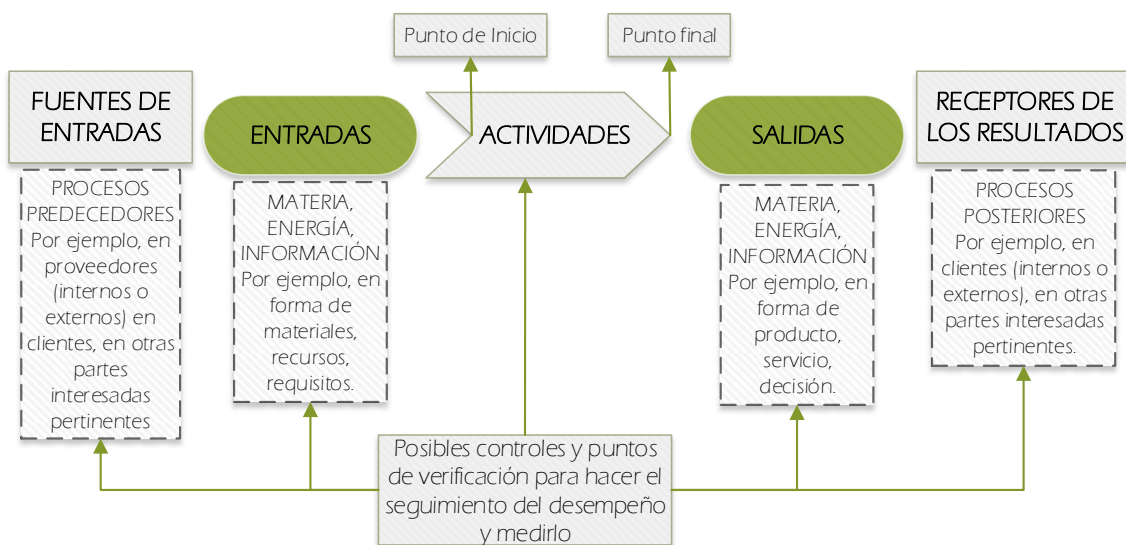 Punto de Inicio
Punto final
FUENTES DE
ENTRADAS
ENTRADAS
ACTIVIDADES
SALIDAS
RECEPTORES DE
LOS RESULTADOS
PROCESOS
PREDECEDORES
Por ejemplo, en
proveedores
(internos o
externos) en
clientes, en otras
partes
interesadas
pertinentes
MATERIA,
ENERGÍA,
INFORMACIÓN
Por ejemplo, en
forma de
materiales,
recursos,
requisitos.
MATERIA,
ENERGÍA,
INFORMACIÓN
Por ejemplo, en
forma de
producto,
servicio,
decisión.
PROCESOS
POSTERIORES
Por ejemplo, en
clientes (internos o
externos), en otras
partes interesadas
pertinentes.
Posibles controles y puntos
de verificación para hacer el
seguimiento del desempeño
y medirlo